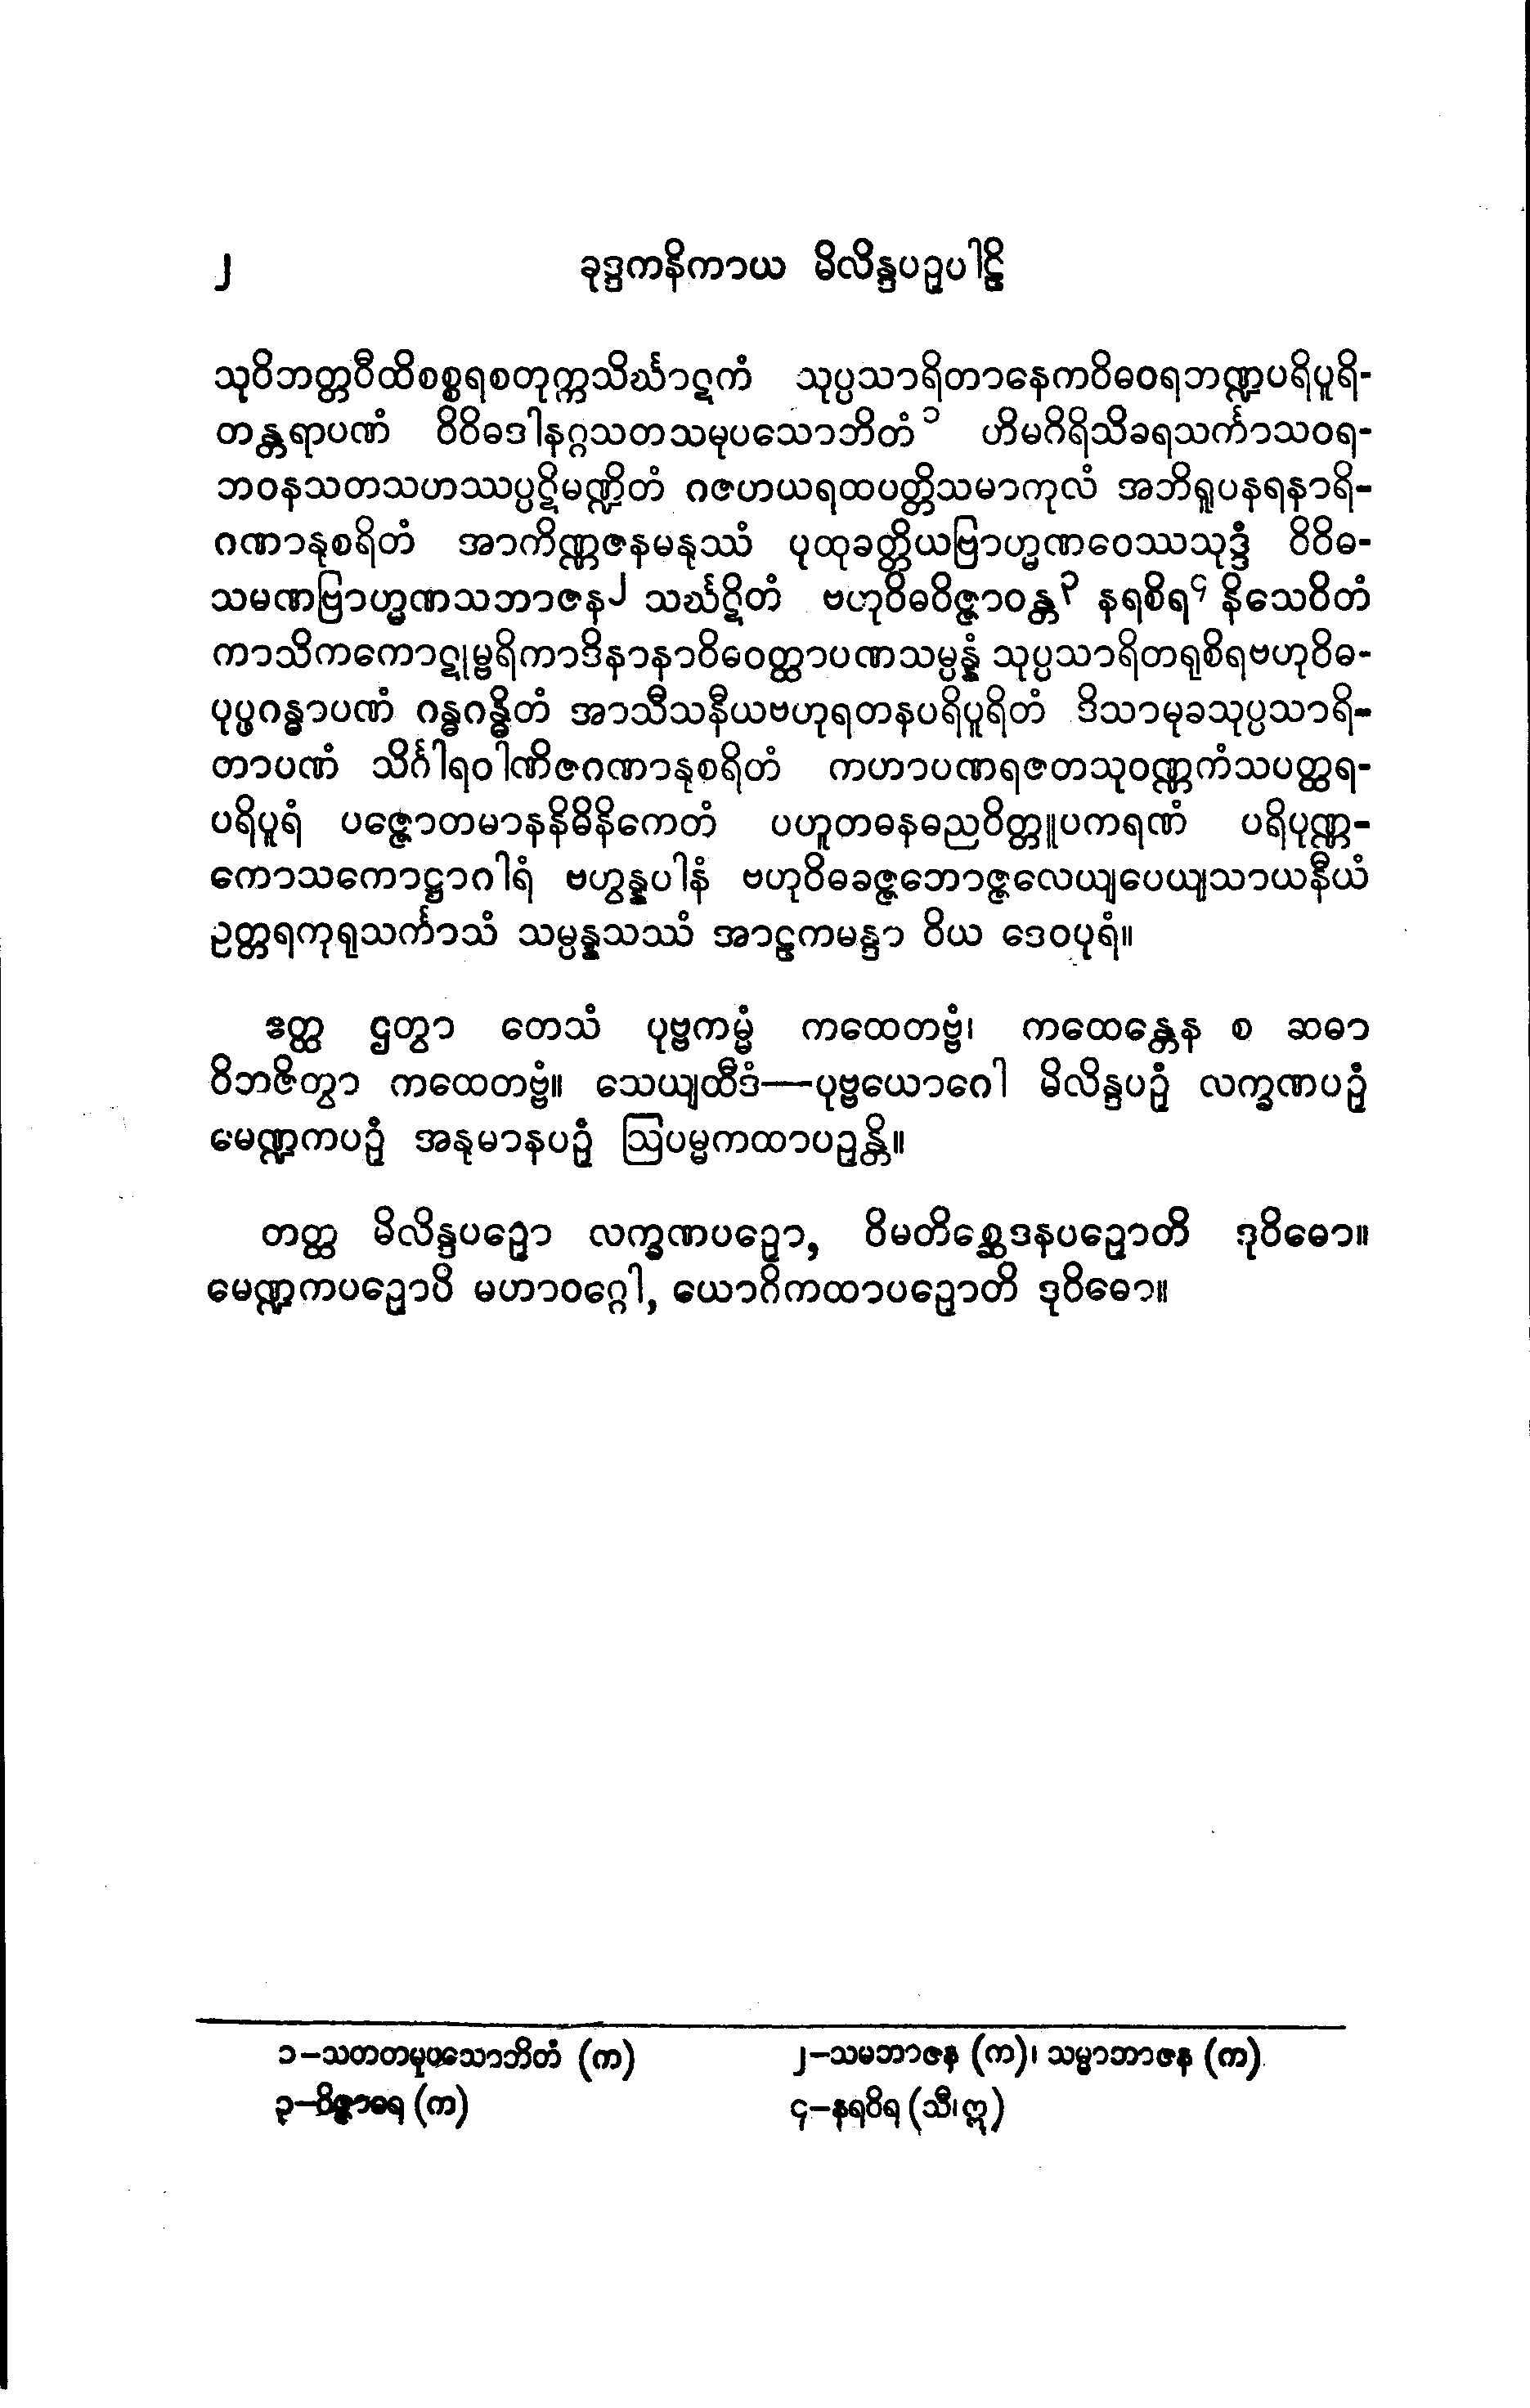 ၂ ခုဒ္ဒကနိကာယ မိလိန္ဒပဉှပါဠိ
သုဝိဘတ္တဝီထိစစ္စရစတုက္ကသိင်္ဃာဋကံ သုပ္ပသာရိတာနေကဝိဓဝရဘဏ္ဍပရိပူရိ-
တန္တရာပဏံ ဝိဝိဓဒါနဂ္ဂသတသမုပသောဘိတံ၁ ဟိမဂိရိသိခရသင်္ကာသဝရ-
ဘဝနသတသဟဿပ္ပဋိမဏ္ဍိတံ ဂဇဟယရထပတ္တိသမာကုလံ အဘိရူပနရနာရိ-
ဂဏာနုစရိတံ အာကိဏ္ဏဇနမနုဿံ ပုထုခတ္တိယဗြာဟ္မဏဝေဿသုဒ္ဒံ ဝိဝိဓ-
သမဏဗြာဟ္မဏသဘာဇန၂ သင်္ဃဋိတံ ဗဟုဝိဓဝိဇ္ဇာဝန္တ၃ နရစိရ၄ နိသေဝိတံ
ကာသိကကောဋုမ္ဗရိကာဒိနာနာဝိဓဝတ္ထာပဏသမ္ပန္နံ သုပ္ပသာရိတရုစိရဗဟုဝိဓ-
ပုပ္ဖဂန္ဓာပဏံ ဂန္ဓဂန္ဓိတံ အာသီသနီယဗဟုရတနပရိပူရိတံ ဒိသာမုခသုပ္ပသာရိ-
တာပဏံ သိင်္ဂါရဝါဏိဇဂဏာနုစရိတံ ကဟာပဏရဇတသုဝဏ္ဏကံသပတ္ထရ-
ပရိပူရံ ပဇ္ဇောတမာနနိဓိနိကေတံ ပဟူတဓနဓညဝိတ္တူပကရဏံ ပရိပုဏ္ဏ-
ကောသကောဋ္ဌာဂါရံ ဗဟွန္နပါနံ ဗဟုဝိဓခဇ္ဇဘောဇ္ဇလေယျပေယျသာယနီယံ
ဥတ္တရကုရုသင်္ကာသံ သမ္ပန္နသဿံ အာဠကမန္ဒာ ဝိယ ဒေဝပုရံ။
ဧတ္ထ ဌတွာ တေသံ ပုဗ္ဗကမ္မံ ကထေတဗ္ဗံ၊ ကထေန္တေန စ ဆဓာ
ဝိဘဇိတွာ ကထေတဗ္ဗံ။ သေယျထီဒံ—ပုဗ္ဗယောဂေါ မိလိန္ဒပဉှံ လက္ခဏပဉှံ
မေဏ္ဍကပဉှံ အနုမာနပဉှံ ဩပမ္မကထာပဉှန္တိ။
တတ္ထ မိလိန္ဒပဉှော လက္ခဏပဉှော, ဝိမတိစ္ဆေဒနပဉှောတိ ဒုဝိဓော။
မေဏ္ဍကပဉှောပိ မဟာဝဂ္ဂေါ, ယောဂိကထာပဉှောတိ ဒုဝိဓော။
၁–သတတမုပသောဘိတံ (က) ၂–သမဘာဇန (က)၊ သမ္မာဘာဇန (က)
၃–ဝိဇ္ဇာဓရ (က) ၄–နရဝိရ (သီ၊ဣ)